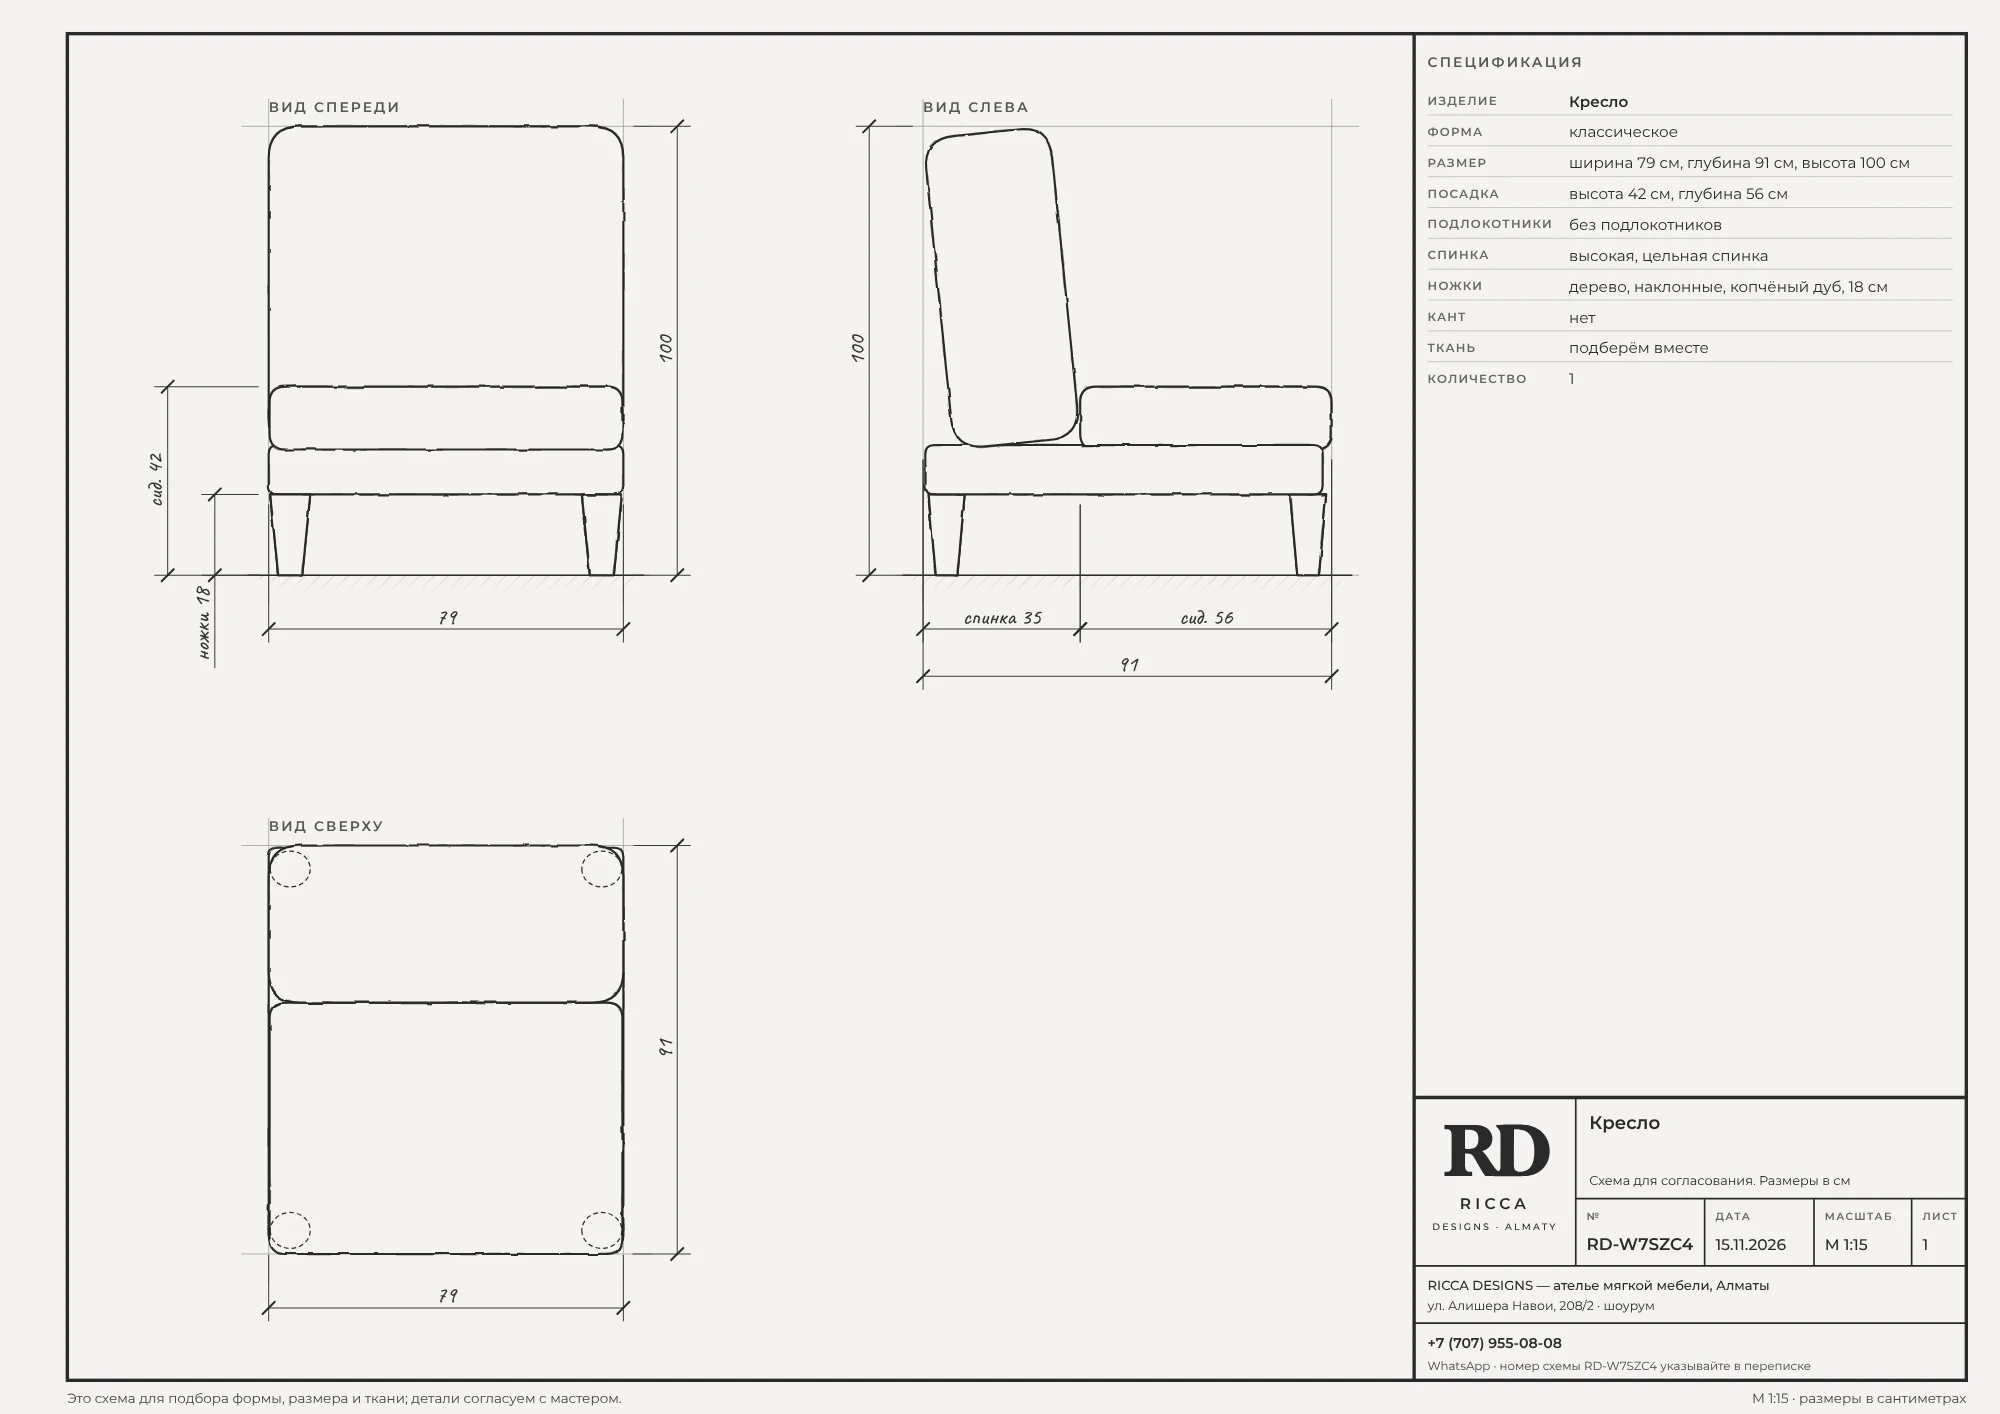 ВИД СПЕРЕДИ
100
сид. 42
ножки 18
79
ВИД СЛЕВА
100
спинка 35
сид. 56
91
ВИД СВЕРХУ
91
79
СПЕЦИФИКАЦИЯ
ИЗДЕЛИЕ Кресло
ФОРМА классическое
РАЗМЕР ширина 79 см, глубина 91 см, высота 100 см
ПОСАДКА высота 42 см, глубина 56 см
ПОДЛОКОТНИКИ без подлокотников
СПИНКА высокая, цельная спинка
НОЖКИ дерево, наклонные, копчёный дуб, 18 см
КАНТ нет
ТКАНЬ подберём вместе
КОЛИЧЕСТВО 1
RD
RICCA
DESIGNS · ALMATY
Кресло
Схема для согласования. Размеры в см
№ ДАТА МАСШТАБ ЛИСТ
RD-W7SZC4 15.11.2026 М 1:15 1
RICCA DESIGNS — ателье мягкой мебели, Алматы
ул. Алишера Навои, 208/2 · шоурум
+7 (707) 955-08-08
WhatsApp · номер схемы RD-W7SZC4 указывайте в переписке
Это схема для подбора формы, размера и ткани; детали согласуем с мастером.
М 1:15 · размеры в сантиметрах